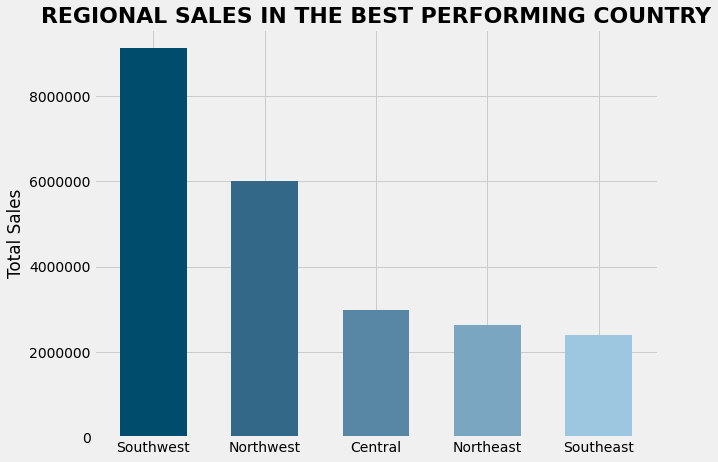 REGIONAL SALES IN THE BEST PERFORMING COUNTRY
Total Sales
8000000
6000000
4000000
2000000
0
Southwest Northwest Central Northeast Southeast